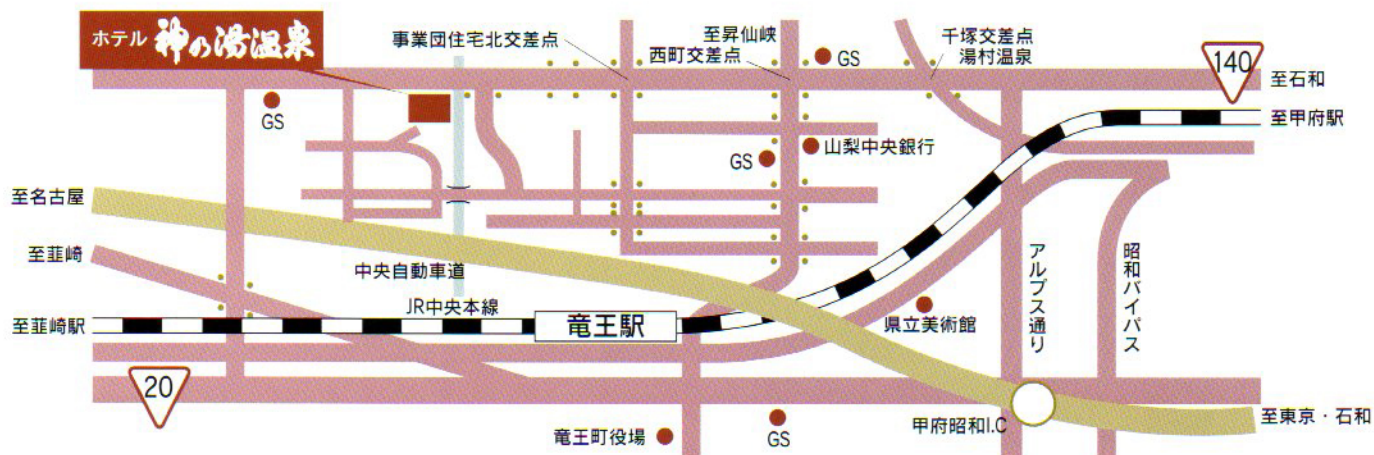 ホテル 神の湯温泉
事業団住宅北交差点
至昇仙峡
西町交差点
GS
千塚交差点
湯村温泉
140
至石和
至甲府駅
GS
GS
山梨中央銀行
至名古屋
至韮崎
中央自動車道
JR中央本線
至韮崎駅
竜王駅
県立美術館
アルプス通り
昭和バイパス
20
竜王町役場
GS
甲府昭和I.C
至東京・石和